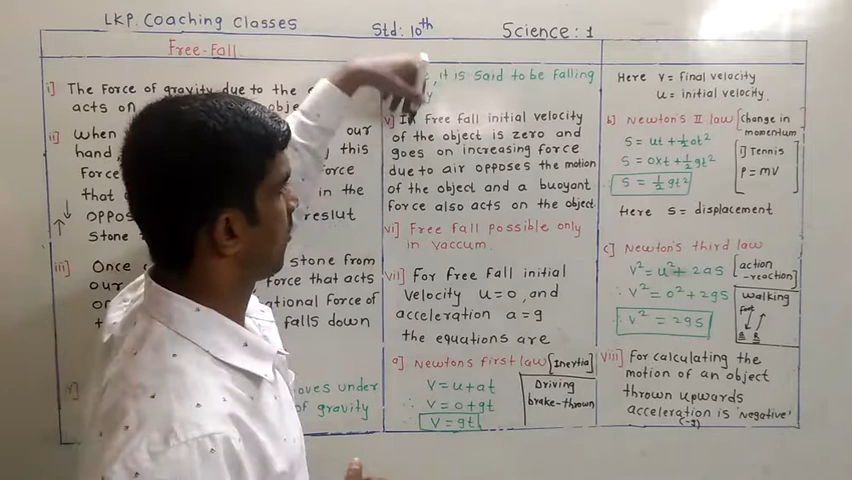 LKP. Coaching Classes Std: 10th Science: 1
Free-Fall
i] The Force of gravity due to the
acts on
ii] when our
hand, this
Force force
that in the
oppos reslut
stone
iii] Once stone from
our force that acts
on ational force of
falls down
oves under
of gravity
, it is said to be falling
v] In free fall initial velocity
of the object is zero and
goes on increasing force
due to air opposes the motion
of the object and a buoyant
force also acts on the object
vi] Free fall possible only
in vaccum.
vii] For free fall initial
velocity u=0, and
acceleration a=g
the equations are
a] Newtons first law [Inertia]
v = u+at
∴ v = o+gt
∴ v = gt
Driving
brake-thrown
Here v = final velocity
u = initial velocity
b] Newton's II law [change in
momentum
s = ut + 1/2 at²
s = 0xt + 1/2 gt²
s = 1/2 gt²
i] Tennis
P = mv
Here s = displacement
c] Newton's third law
v² = u² + 2as
∴ v² = 0² + 2gs
∴ v² = 2gs
[action
-reaction]
walking
foot
viii] For calculating the
motion of an object
thrown upwards
acceleration is 'negative'
(-g)